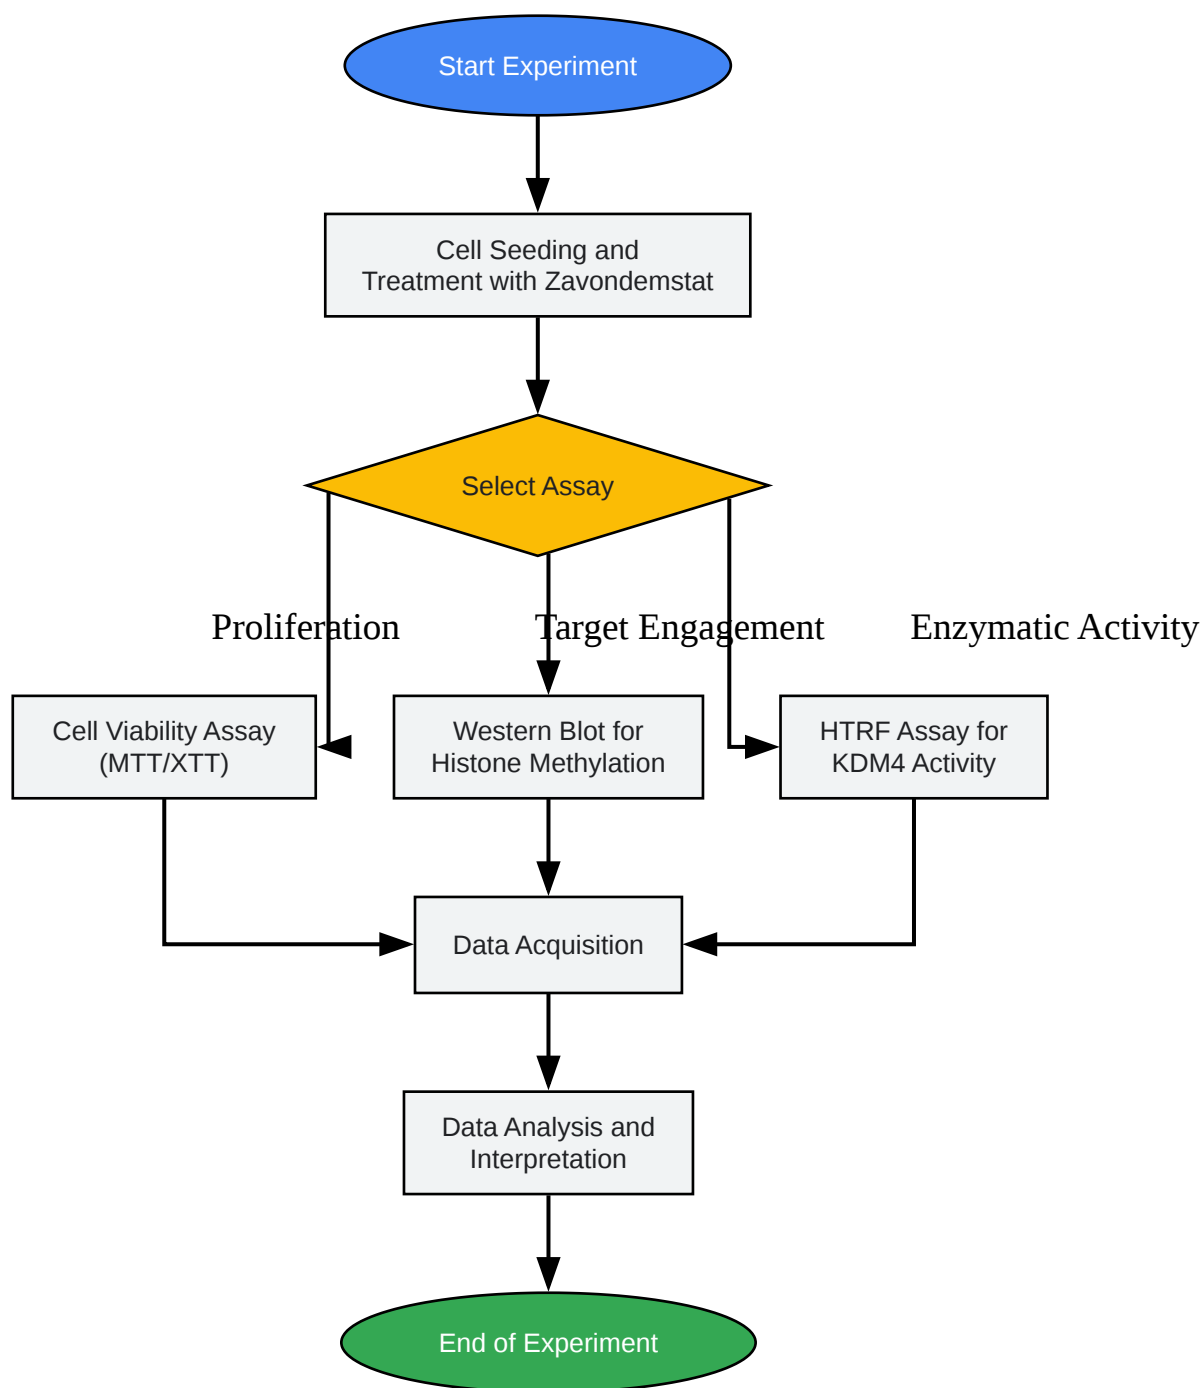 Start Experiment
Cell Seeding and
Treatment with Zavondemstat
Select Assay
Proliferation
Target Engagement
Enzymatic Activity
Cell Viability Assay
(MTT/XTT)
Western Blot for
Histone Methylation
HTRF Assay for
KDM4 Activity
Data Acquisition
Data Analysis and
Interpretation
End of Experiment